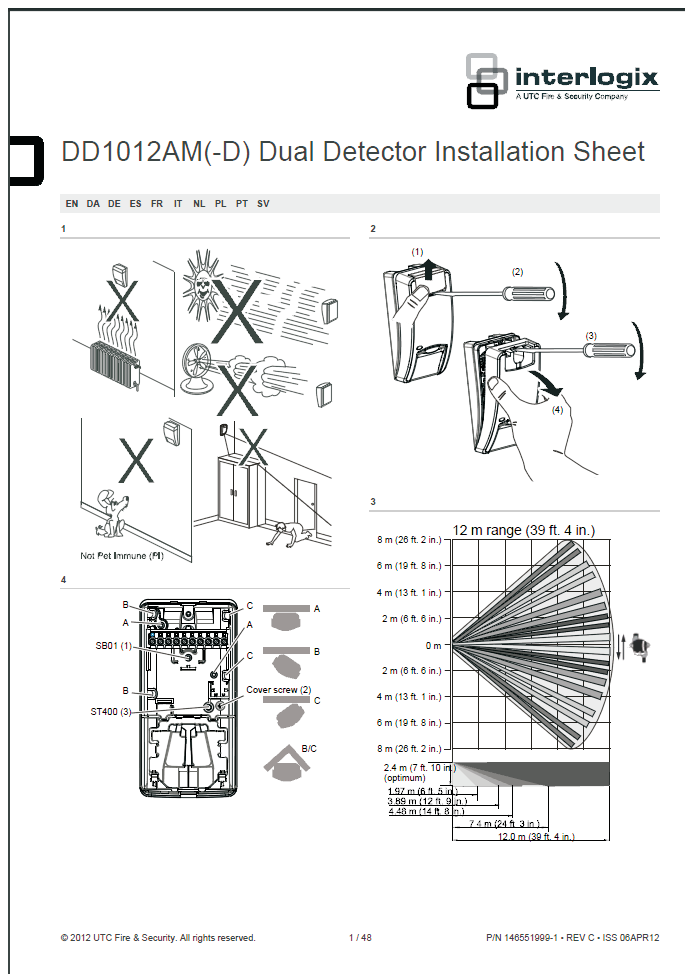 interlogix
A UTC Fire & Security Company
DD1012AM(-D) Dual Detector Installation Sheet
EN DA DE ES FR IT NL PL PT SV
1
Not Pet Immune (PI)
2
(1)
(2)
(3)
(4)
3
12 m range (39 ft. 4 in.)
8 m (26 ft. 2 in.)
6 m (19 ft. 8 in.)
4 m (13 ft. 1 in.)
2 m (6 ft. 6 in.)
0 m
2 m (6 ft. 6 in.)
4 m (13 ft. 1 in.)
6 m (19 ft. 8 in.)
8 m (26 ft. 2 in.)
2.4 m (7 ft. 10 in.)
(optimum)
1.97 m (6 ft. 5 in.)
3.89 m (12 ft. 9 in.)
4.48 m (14 ft. 8 in.)
7.4 m (24 ft. 3 in.)
12.0 m (39 ft. 4 in.)
4
B
A
SB01 (1)
B
ST400 (3)
C
A
C
Cover screw (2)
A
B
C
B/C
© 2012 UTC Fire & Security. All rights reserved.
1 / 48
P/N 146551999-1 • REV C • ISS 06APR12